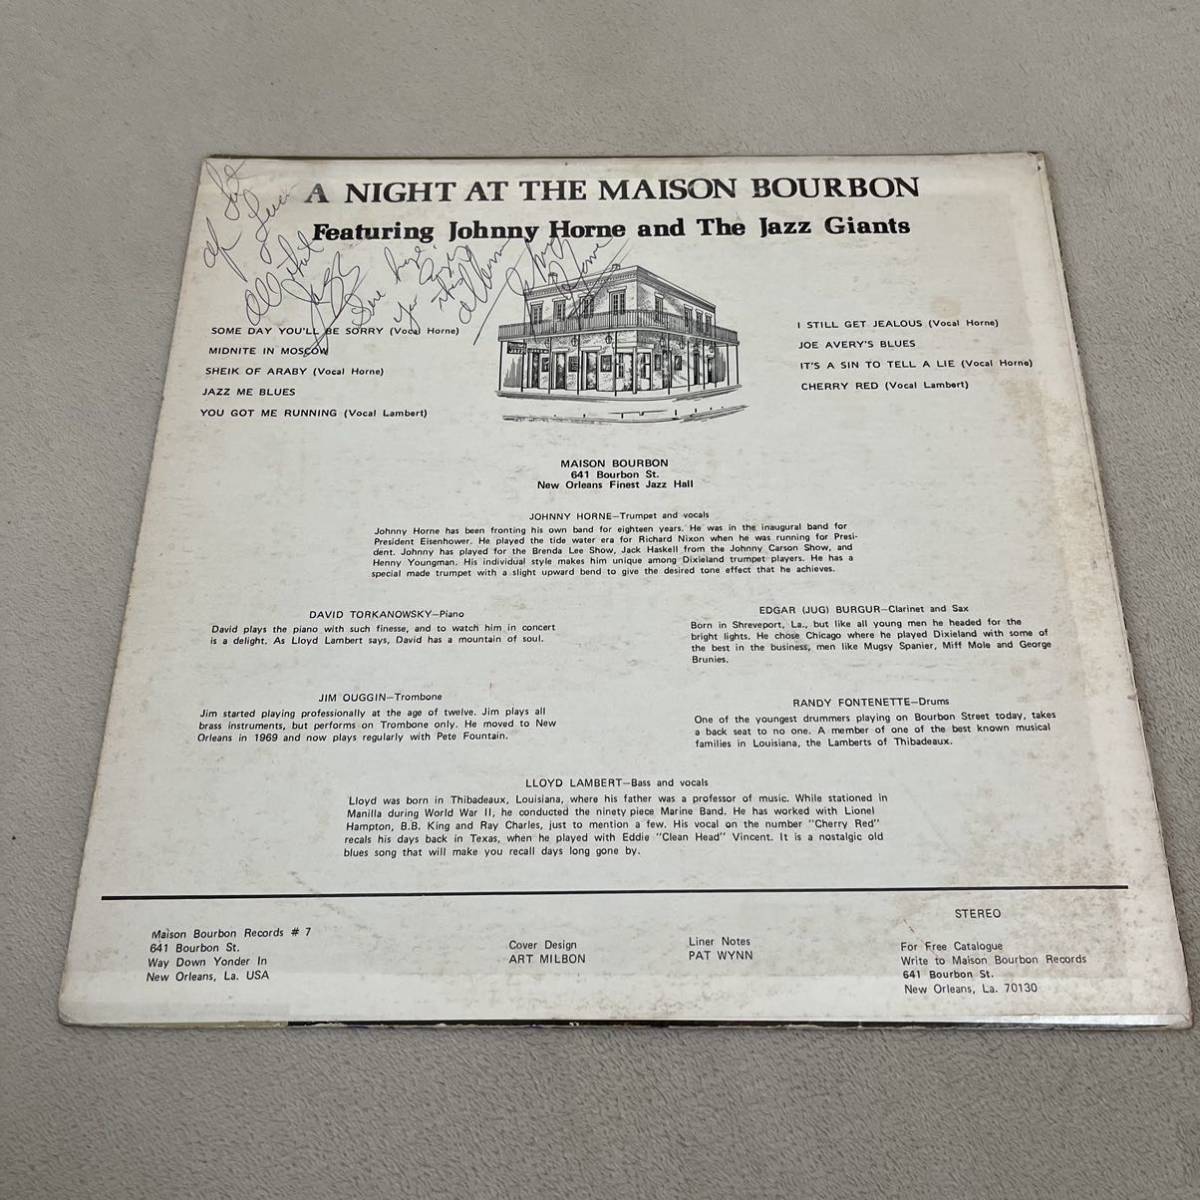 A NIGHT AT THE MAISON BOURBON
Featuring Johnny Horne and The Jazz Giants
SOME DAY YOU'LL BE SORRY (Vocal Horne)
MIDNITE IN MOSCOW
SHEIK OF ARABY (Vocal Horne)
JAZZ ME BLUES
YOU GOT ME RUNNING (Vocal Lambert)
I STILL GET JEALOUS (Vocal Horne)
JOE AVERY'S BLUES
IT'S A SIN TO TELL A LIE (Vocal Horne)
CHERRY RED (Vocal Lambert)
MAISON BOURBON
641 Bourbon St.
New Orleans Finest Jazz Hall
JOHNNY HORNE—Trumpet and vocals
Johnny Horne has been fronting his own band for eighteen years. He was in the inaugural band for
President Eisenhower. He played the tide water era for Richard Nixon when he was running for Presi-
dent. Johnny has played for the Brenda Lee Show, Jack Haskell from the Johnny Carson Show, and
Henny Youngman. His individual style makes him unique among Dixieland trumpet players. He has a
special made trumpet with a slight upward bend to give the desired tone effect that he achieves.
DAVID TORKANOWSKY—Piano
David plays the piano with such finesse, and to watch him in concert
is a delight. As Lloyd Lambert says, David has a mountain of soul.
EDGAR (JUG) BURGUR—Clarinet and Sax
Born in Shreveport, La., but like all young men he headed for the
bright lights. He chose Chicago where he played Dixieland with some of
the best in the business, men like Mugsy Spanier, Miff Mole and George
Brunies.
JIM OUGGIN—Trombone
Jim started playing professionally at the age of twelve. Jim plays all
brass instruments, but performs on Trombone only. He moved to New
Orleans in 1969 and now plays regularly with Pete Fountain.
RANDY FONTENETTE—Drums
One of the youngest drummers playing on Bourbon Street today, takes
a back seat to no one. A member of one of the best known musical
families in Louisiana, the Lamberts of Thibadeaux.
LLOYD LAMBERT—Bass and vocals
Lloyd was born in Thibadeaux, Louisiana, where his father was a professor of music. While stationed in
Manilla during World War II, he conducted the ninety piece Marine Band. He has worked with Lionel
Hampton, B.B. King and Ray Charles, just to mention a few. His vocal on the number "Cherry Red"
recals his days back in Texas, when he played with Eddie "Clean Head" Vincent. It is a nostalgic old
blues song that will make you recall days long gone by.
STEREO
Maison Bourbon Records # 7
641 Bourbon St.
Way Down Yonder In
New Orleans, La. USA
Cover Design
ART MILBON
Liner Notes
PAT WYNN
For Free Catalogue
Write to Maison Bourbon Records
641 Bourbon St.
New Orleans, La. 70130